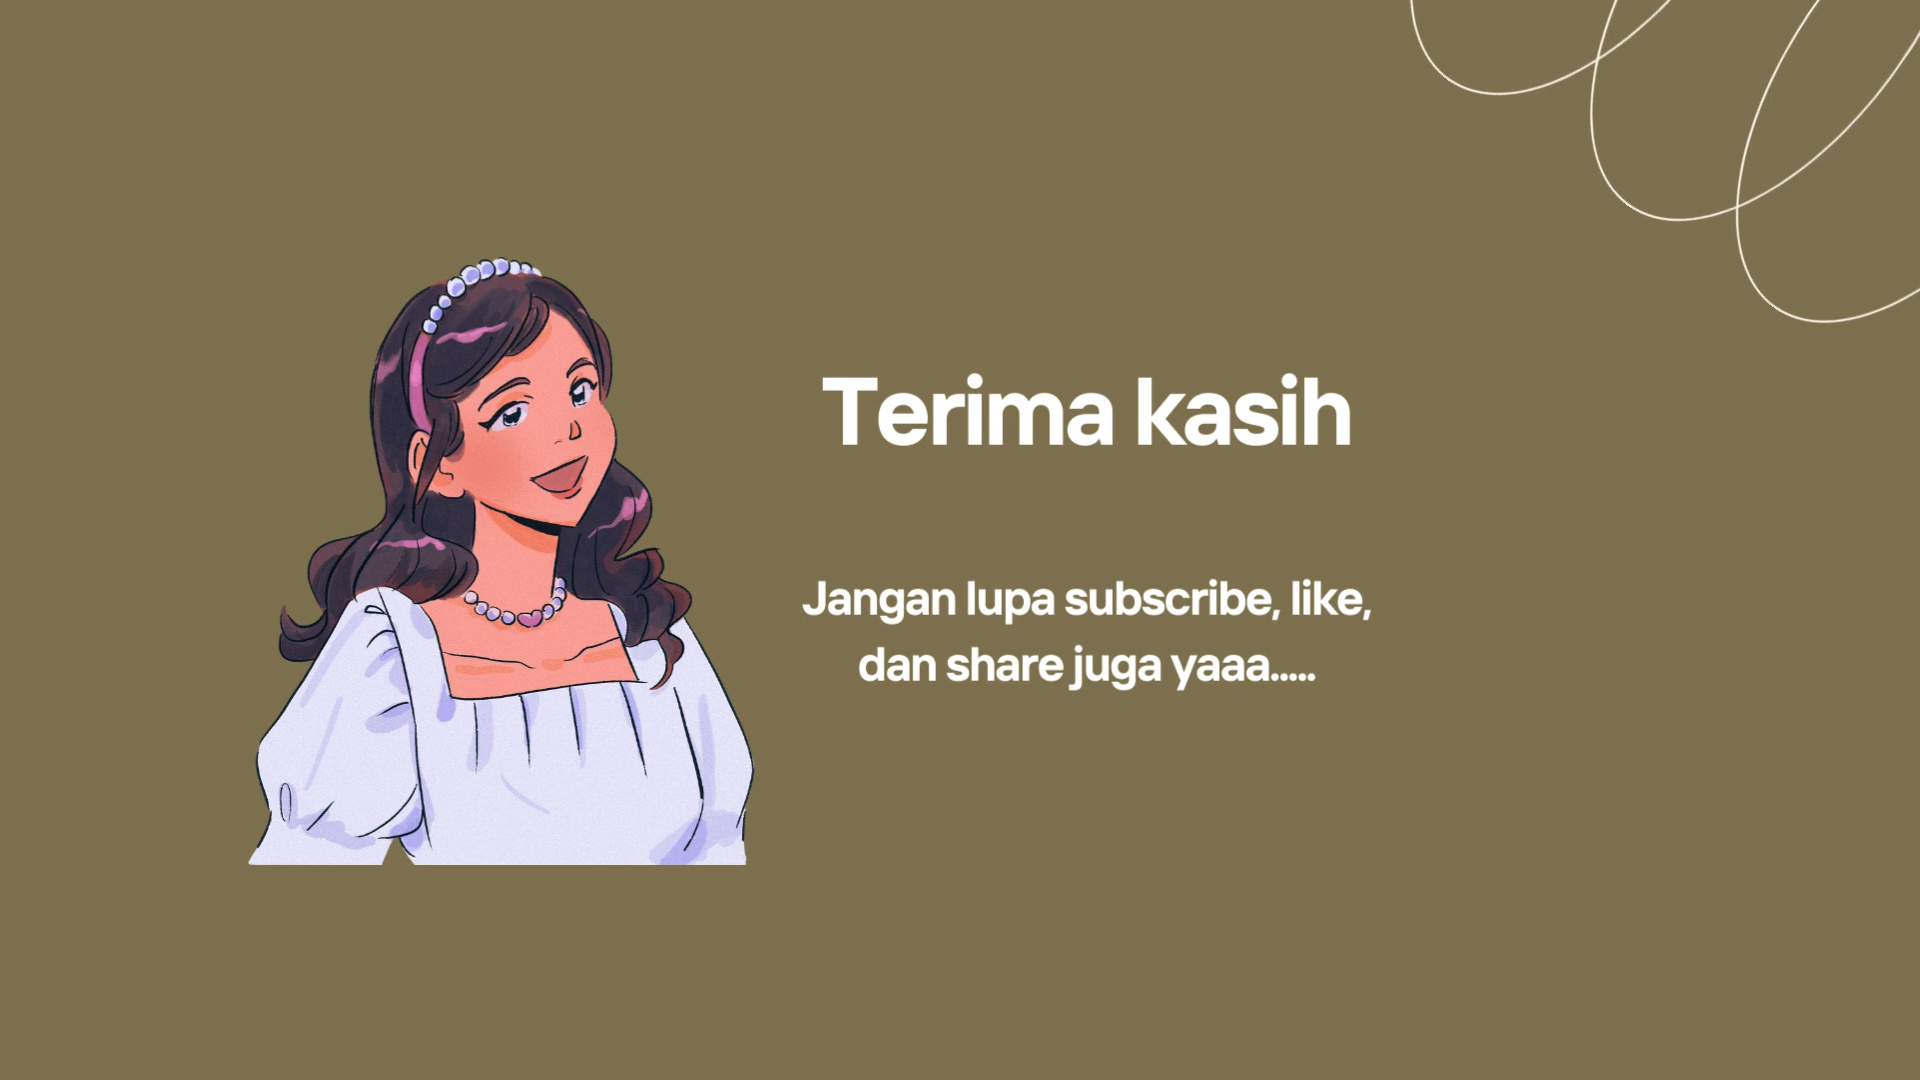 Terima kasih
Jangan lupa subscribe, like,
dan share juga yaaa.....